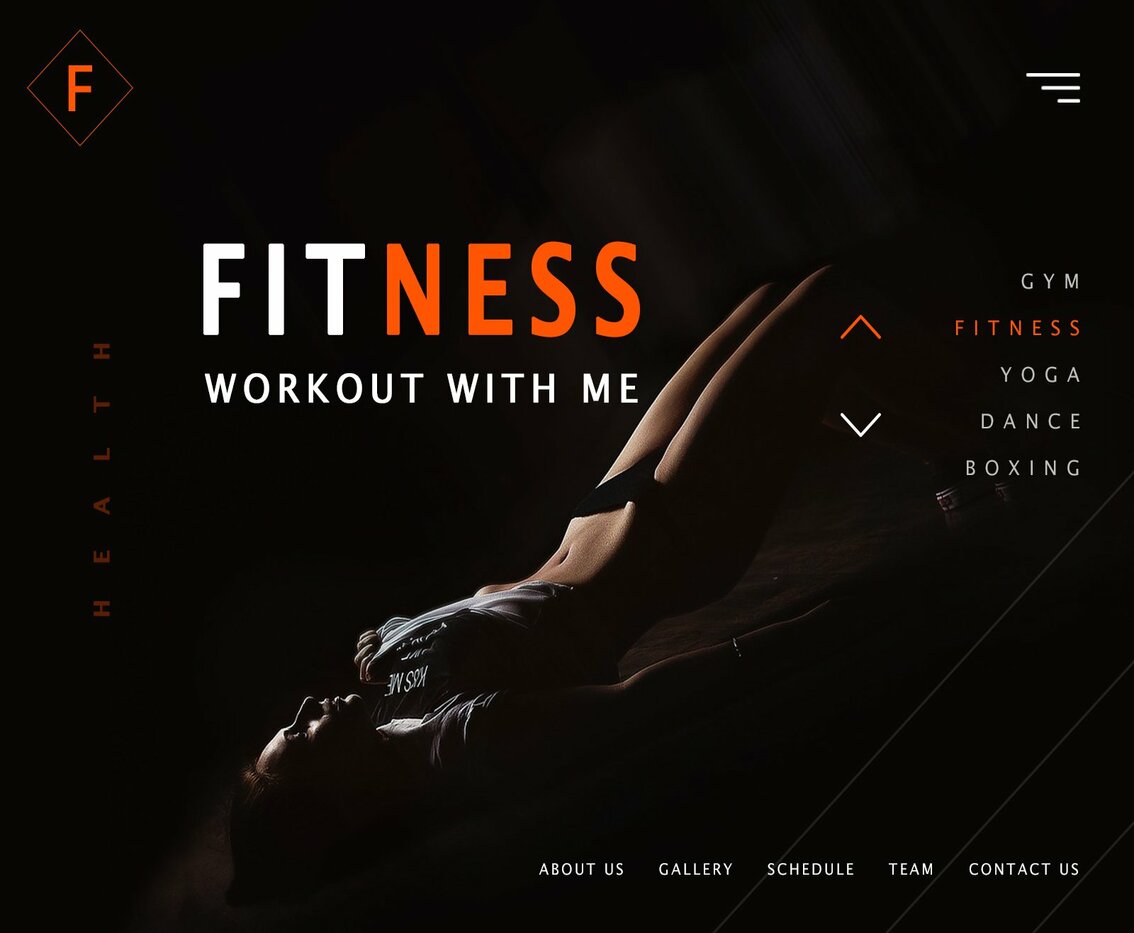 F
FITNESS
WORKOUT WITH ME
HEALTH
GYM
FITNESS
YOGA
DANCE
BOXING
KISS ME
ABOUT US
GALLERY
SCHEDULE
TEAM
CONTACT US